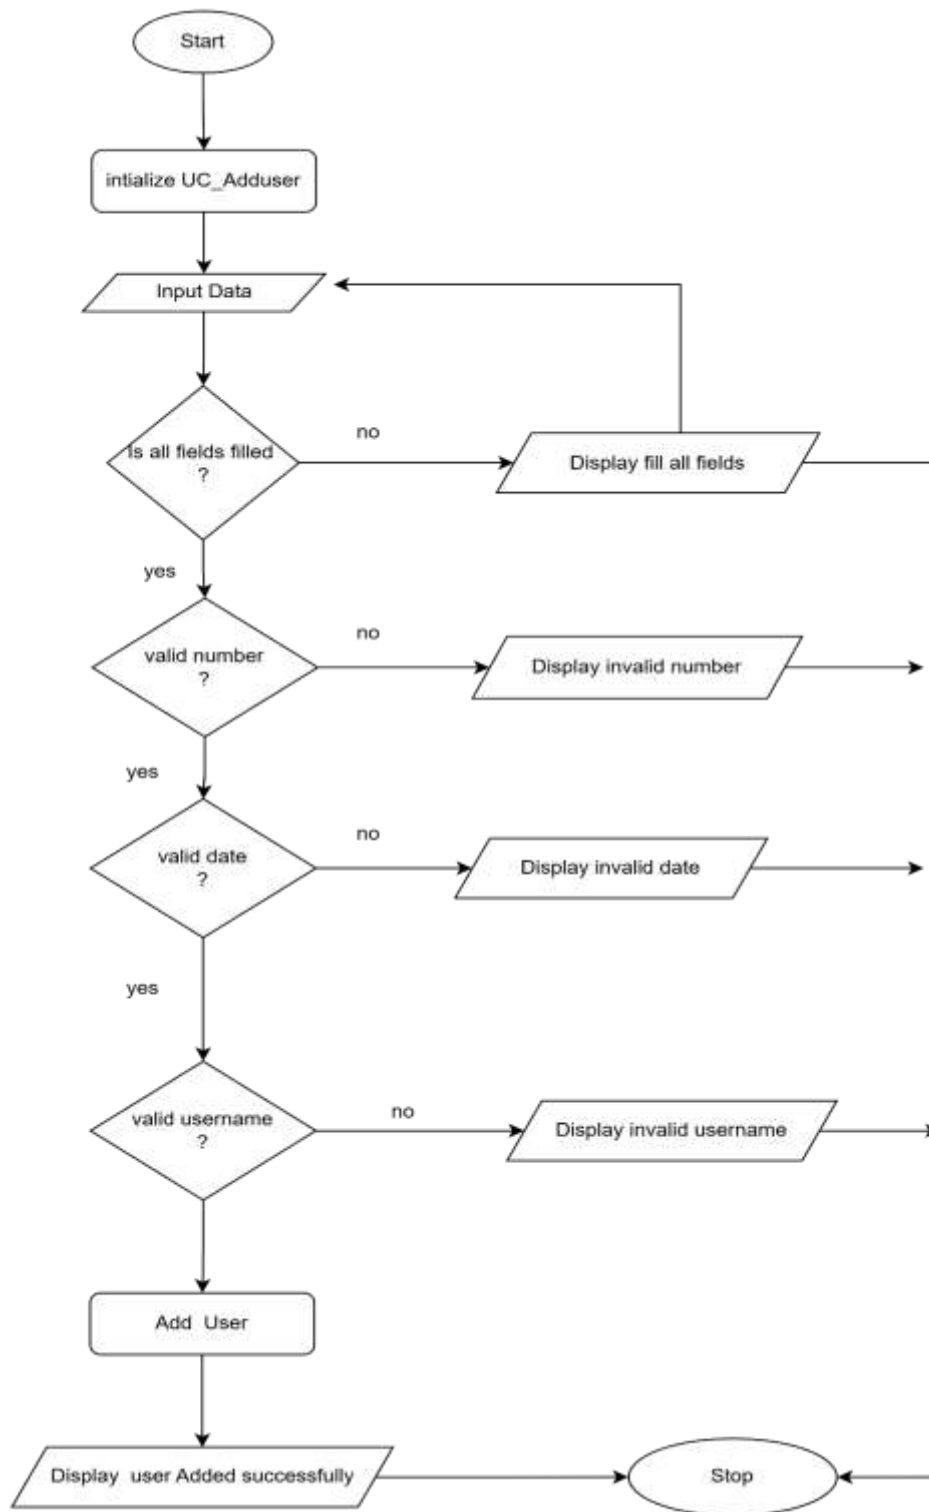 Start
intialize UC_Adduser
Input Data
Is all fields filled
?
no
Display fill all fields
yes
valid number
?
no
Display invalid number
yes
valid date
?
no
Display invalid date
yes
valid username
?
no
Display invalid username
Add User
Display user Added successfully
Stop